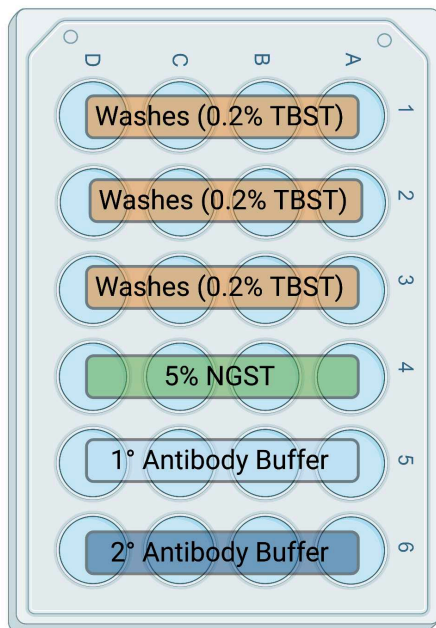 D C B A
Washes (0.2% TBST) 1
Washes (0.2% TBST) 2
Washes (0.2% TBST) 3
5% NGST 4
1° Antibody Buffer 5
2° Antibody Buffer 6